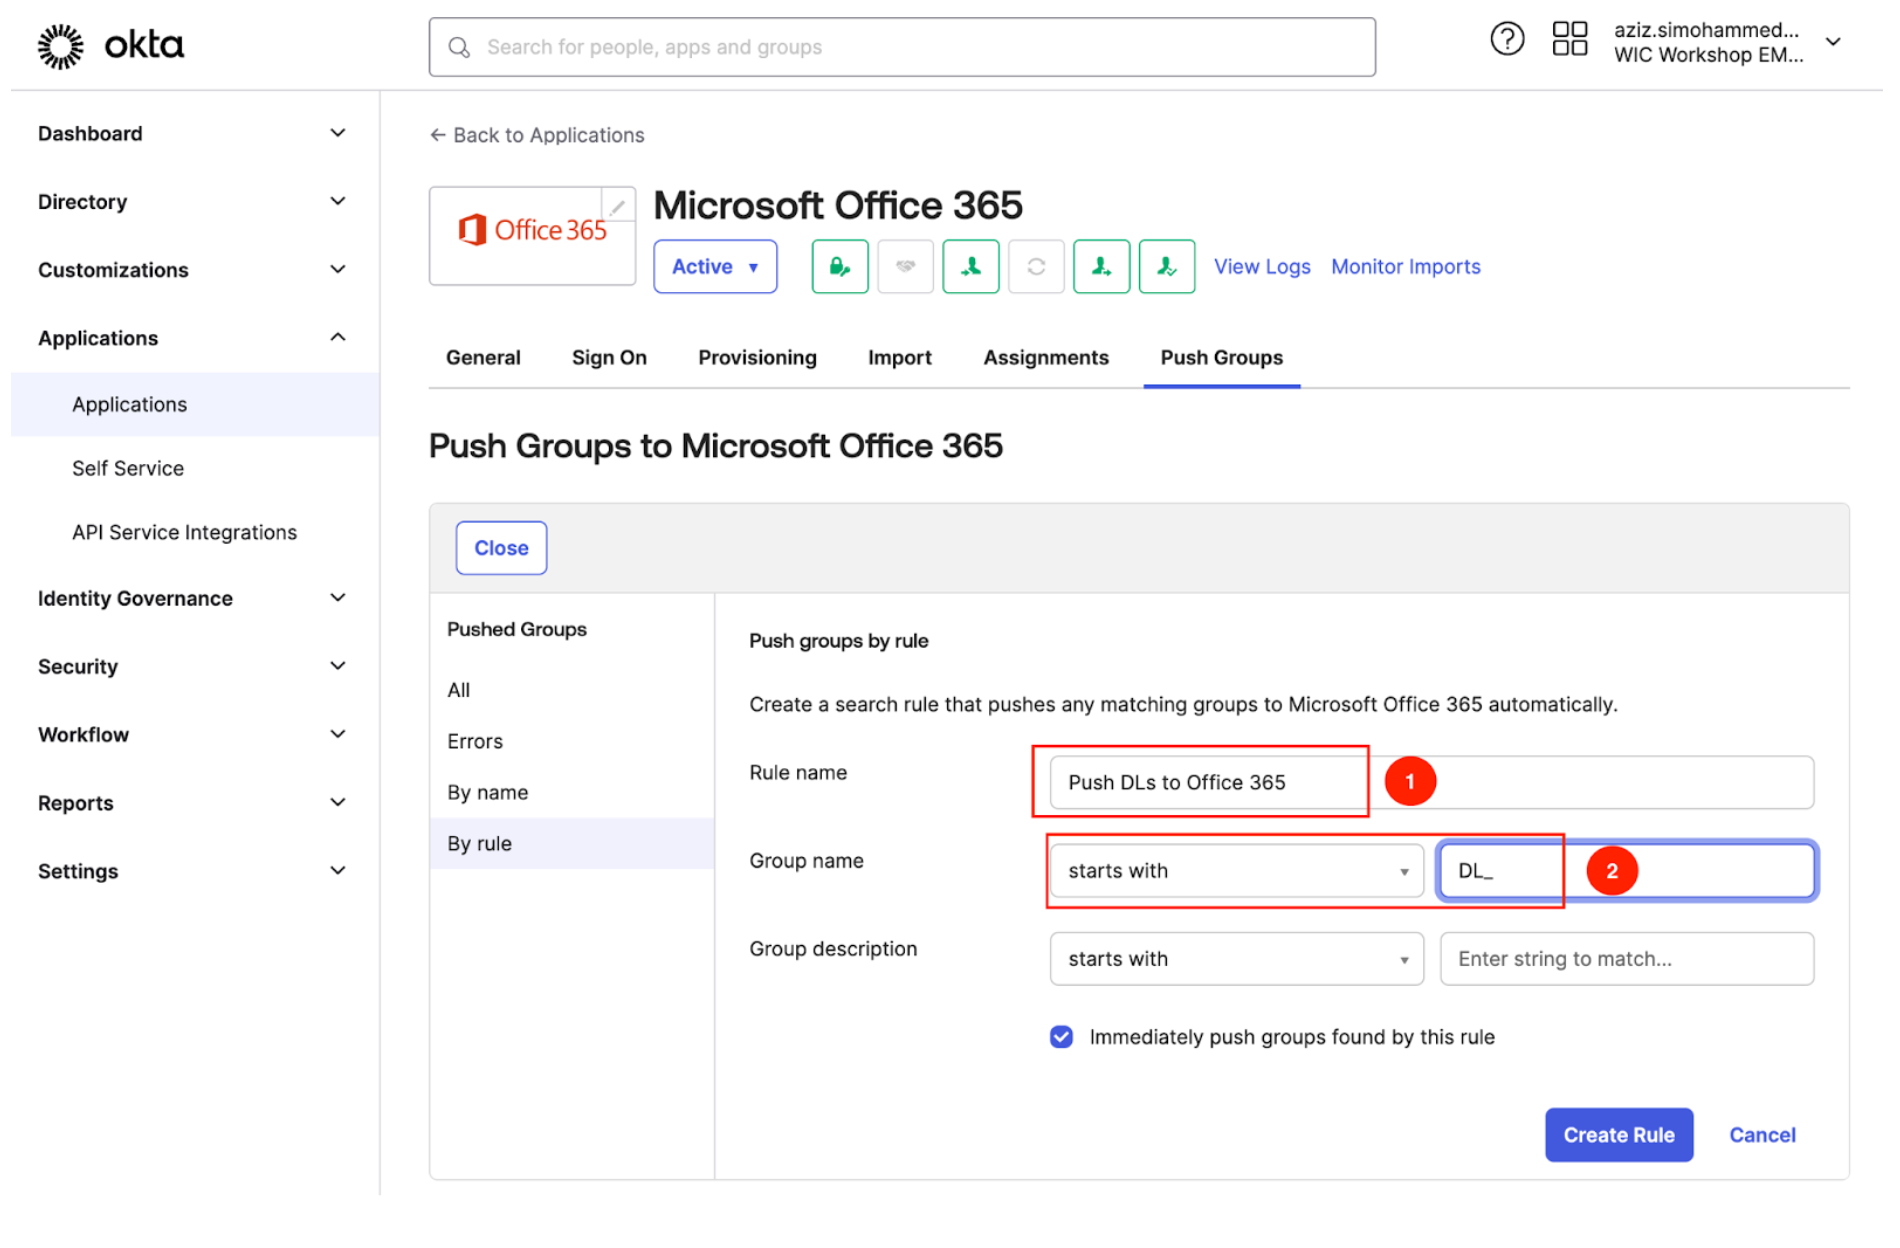 okta
Search for people, apps and groups
aziz.simohammed...
WIC Workshop EM...
Dashboard
Directory
Customizations
Applications
Applications
Self Service
API Service Integrations
Identity Governance
Security
Workflow
Reports
Settings
← Back to Applications
Office 365
Microsoft Office 365
Active
View Logs
Monitor Imports
General
Sign On
Provisioning
Import
Assignments
Push Groups
Push Groups to Microsoft Office 365
Close
Pushed Groups
All
Errors
By name
By rule
Push groups by rule
Create a search rule that pushes any matching groups to Microsoft Office 365 automatically.
Rule name
Push DLs to Office 365
1
Group name
starts with
DL_
2
Group description
starts with
Enter string to match...
Immediately push groups found by this rule
Create Rule
Cancel